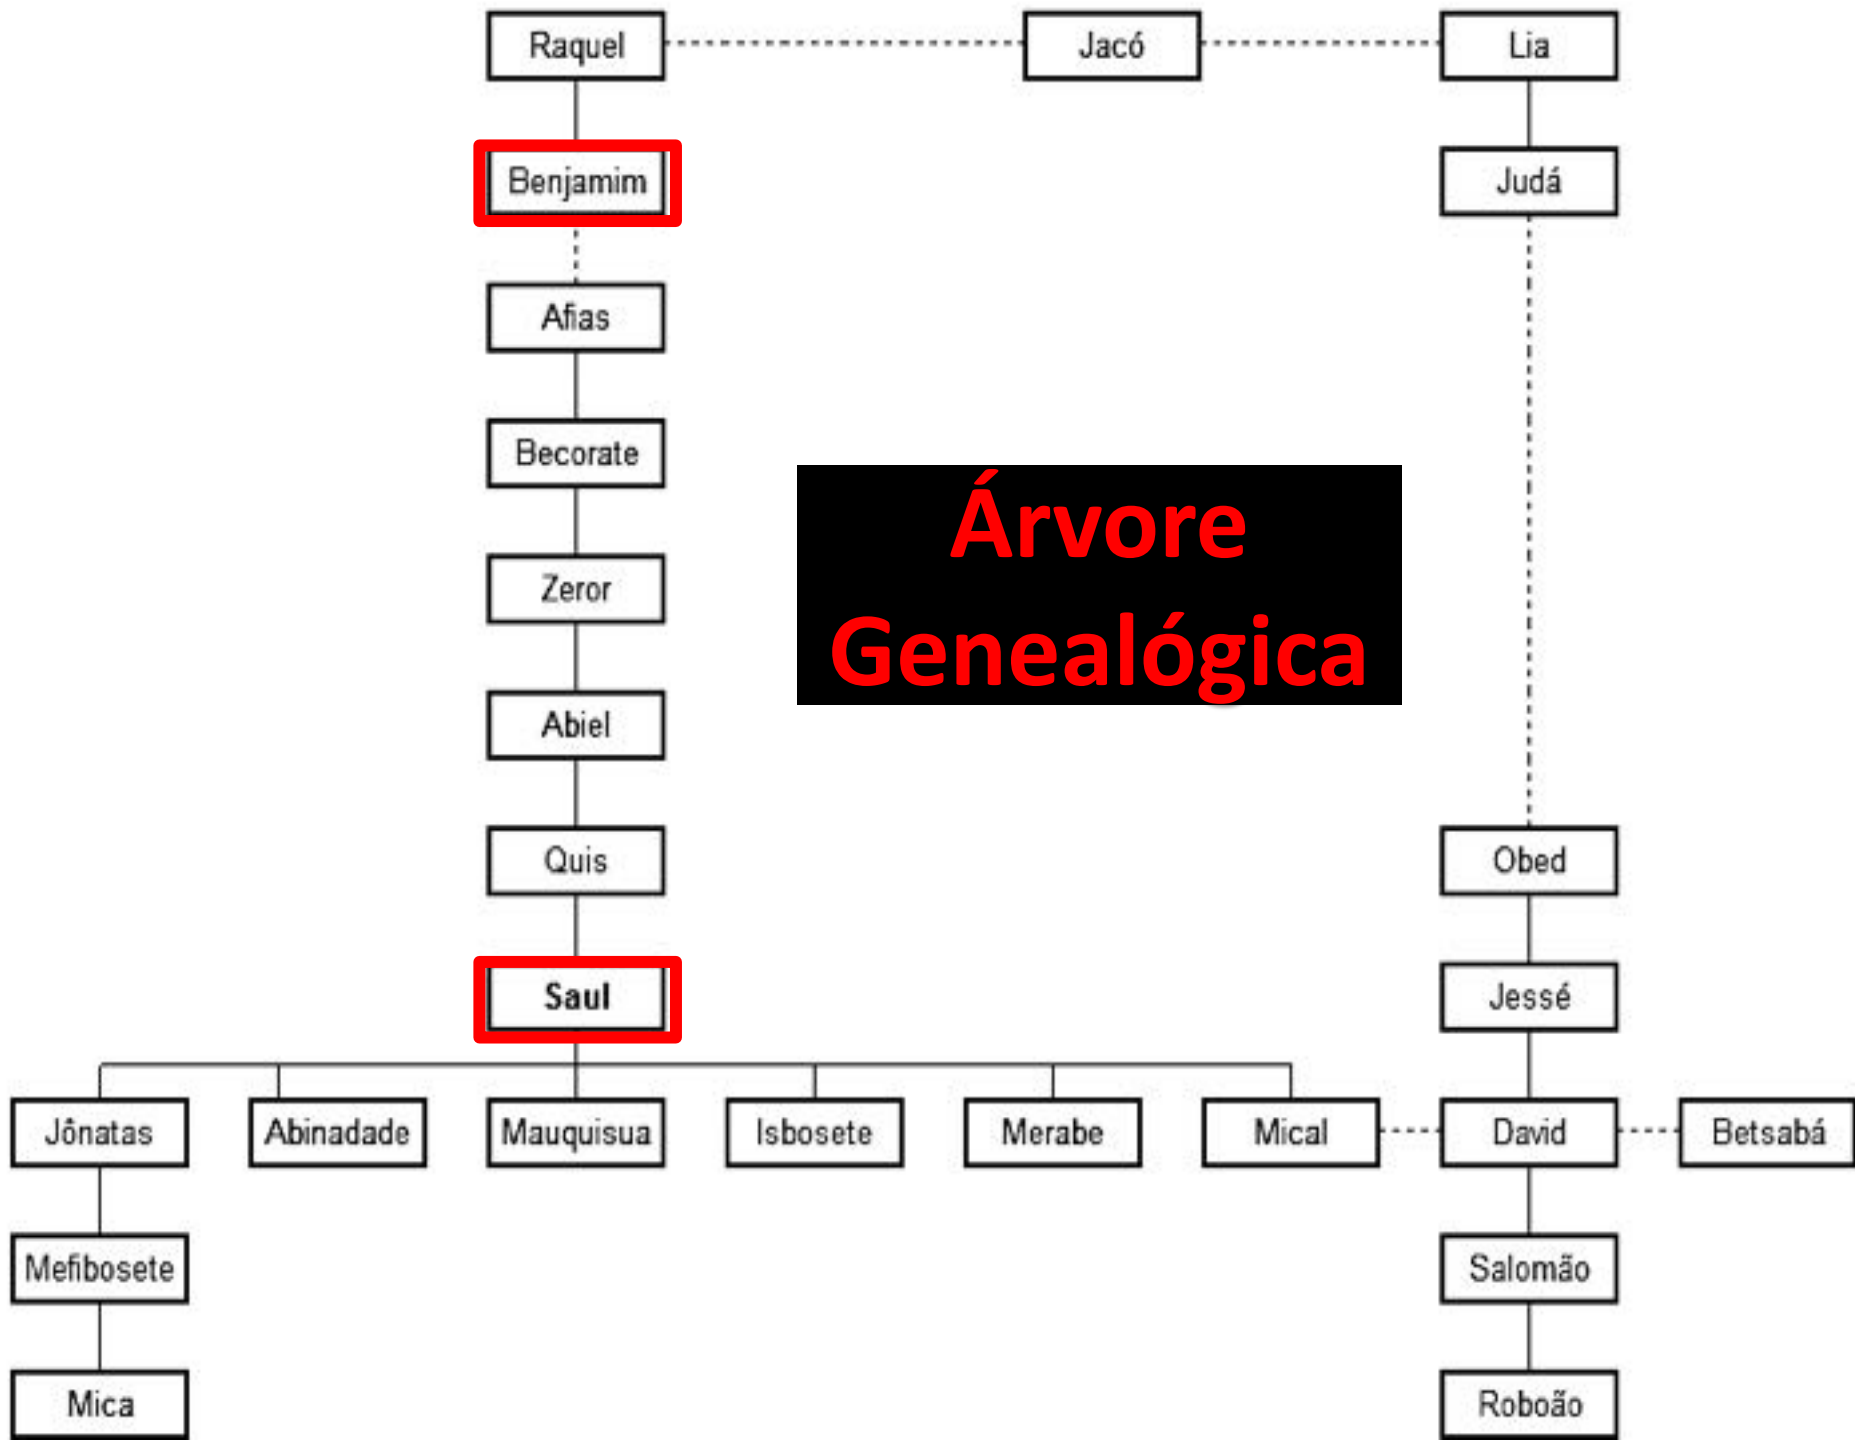 Raquel
Jacó
Lia
Benjamim
Judá
Afias
Becorate
Árvore
Genealógica
Zeror
Abiel
Quis
Obed
Saul
Jessé
Jônatas
Abinadade
Mauquisua
Isbosete
Merabe
Mical
David
Betsabá
Mefibosete
Salomão
Mica
Roboão